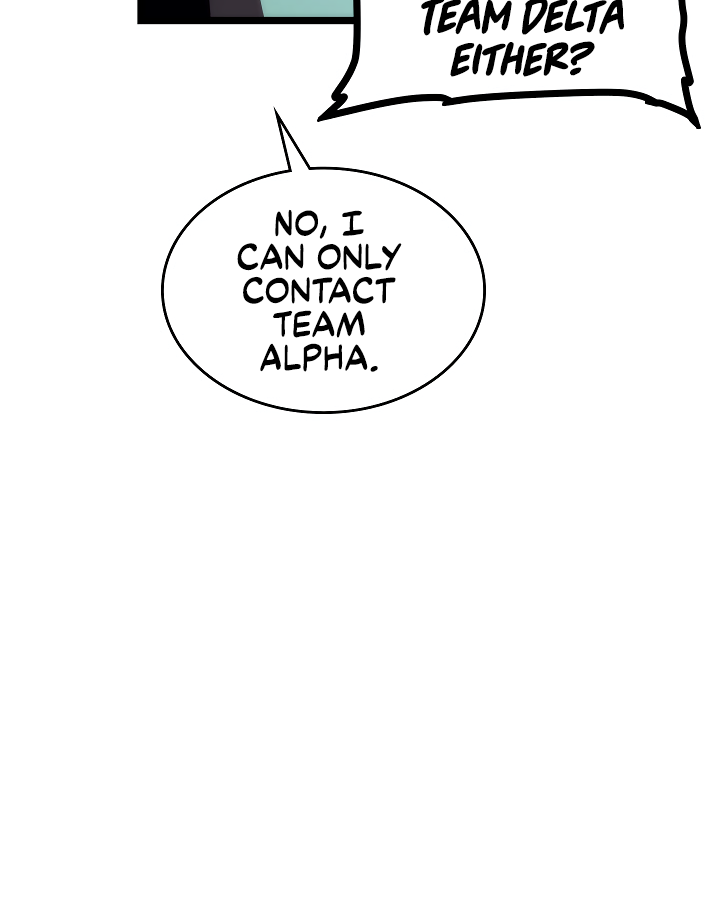 TEAM DELTA
EITHER?
NO, I
CAN ONLY
CONTACT
TEAM
ALPHA.